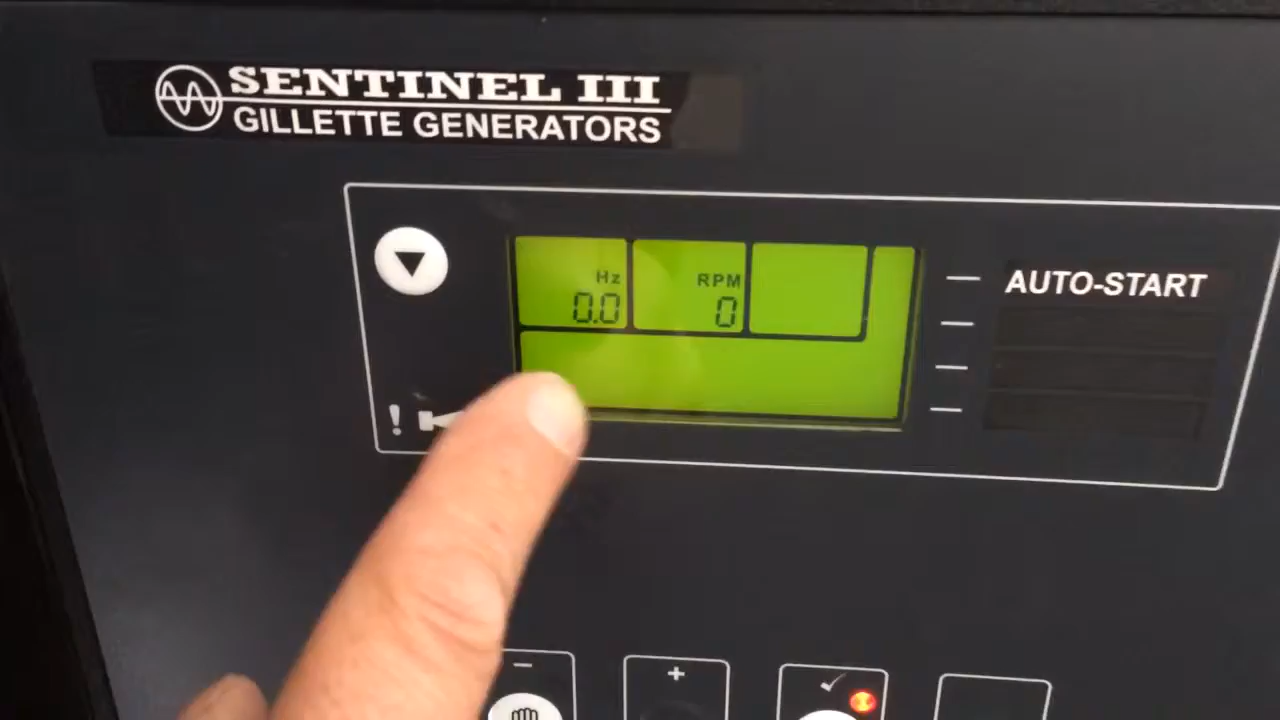 SENTINEL III
GILLETTE GENERATORS
Hz
0.0
RPM
0
AUTO-START
!
−
+